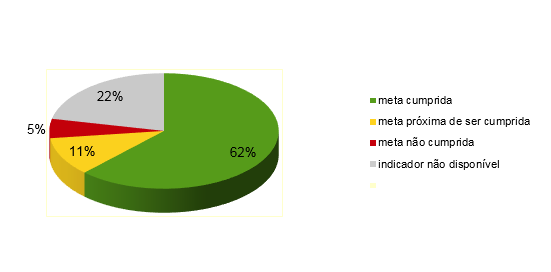 22%
5%
11%
62%
meta cumprida
meta próxima de ser cumprida
meta não cumprida
indicador não disponível